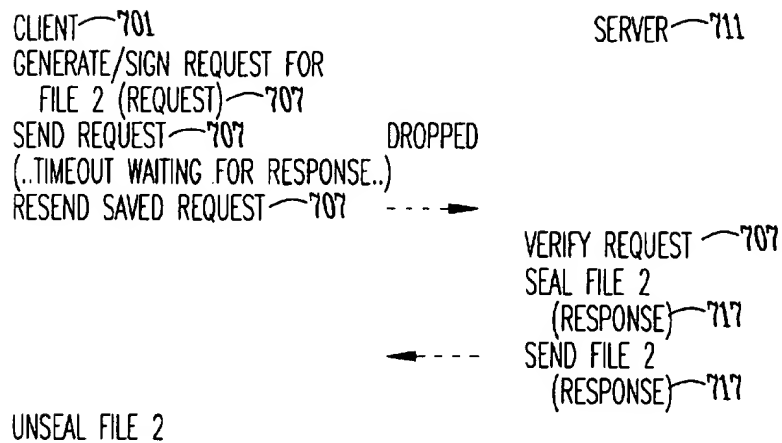 CLIENT 701 SERVER 711
GENERATE/SIGN REQUEST FOR
FILE 2 (REQUEST) 707
SEND REQUEST 707 DROPPED
(..TIMEOUT WAITING FOR RESPONSE..)
RESEND SAVED REQUEST 707
VERIFY REQUEST 707
SEAL FILE 2
(RESPONSE) 717
SEND FILE 2
(RESPONSE) 717
UNSEAL FILE 2